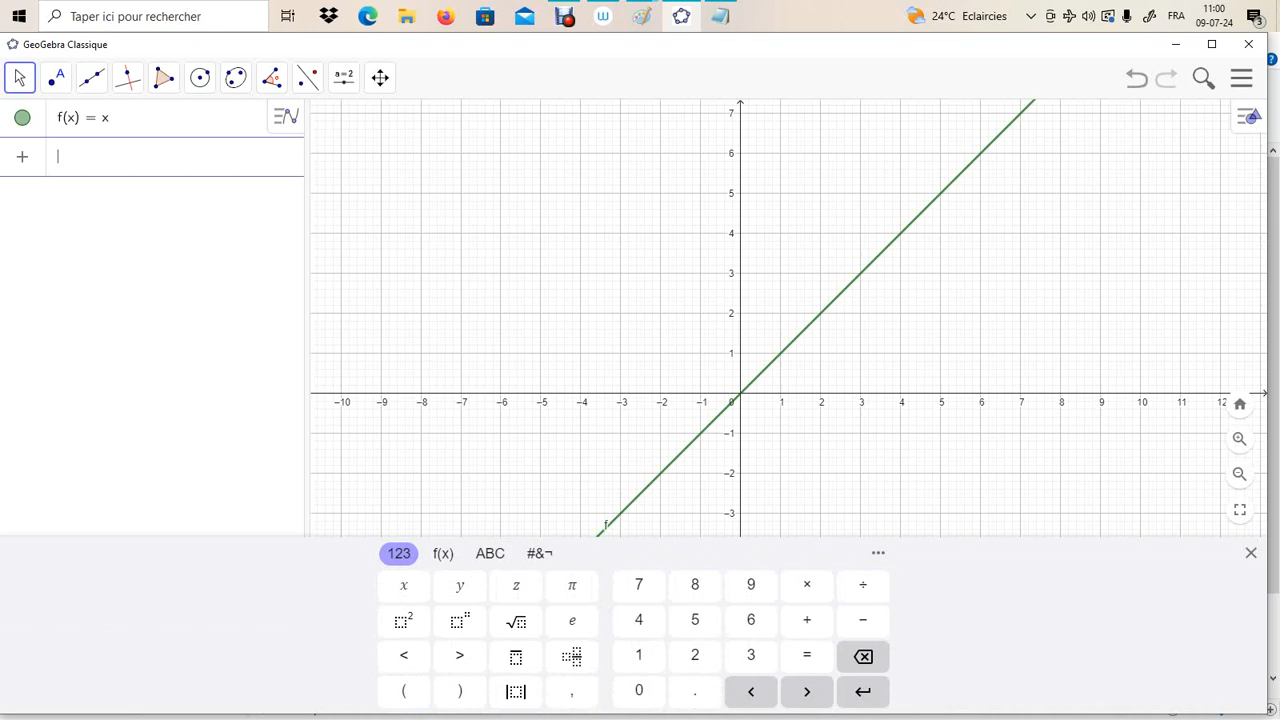 Taper ici pour rechercher
24°C Eclaircies
FRA
11:00
09-07-24
3
GeoGebra Classique
A
a=2
f(x) = x
7
6
5
4
3
2
1
−10 −9 −8 −7 −6 −5 −4 −3 −2 −1 0 1 2 3 4 5 6 7 8 9 10 11 12
−1
−2
−3
f
123 f(x) ABC #&¬ ...
x y z π 7 8 9 × ÷
□² □ √□ e 4 5 6 + −
< > 1 2 3 =
( ) |□| , 0 . < >